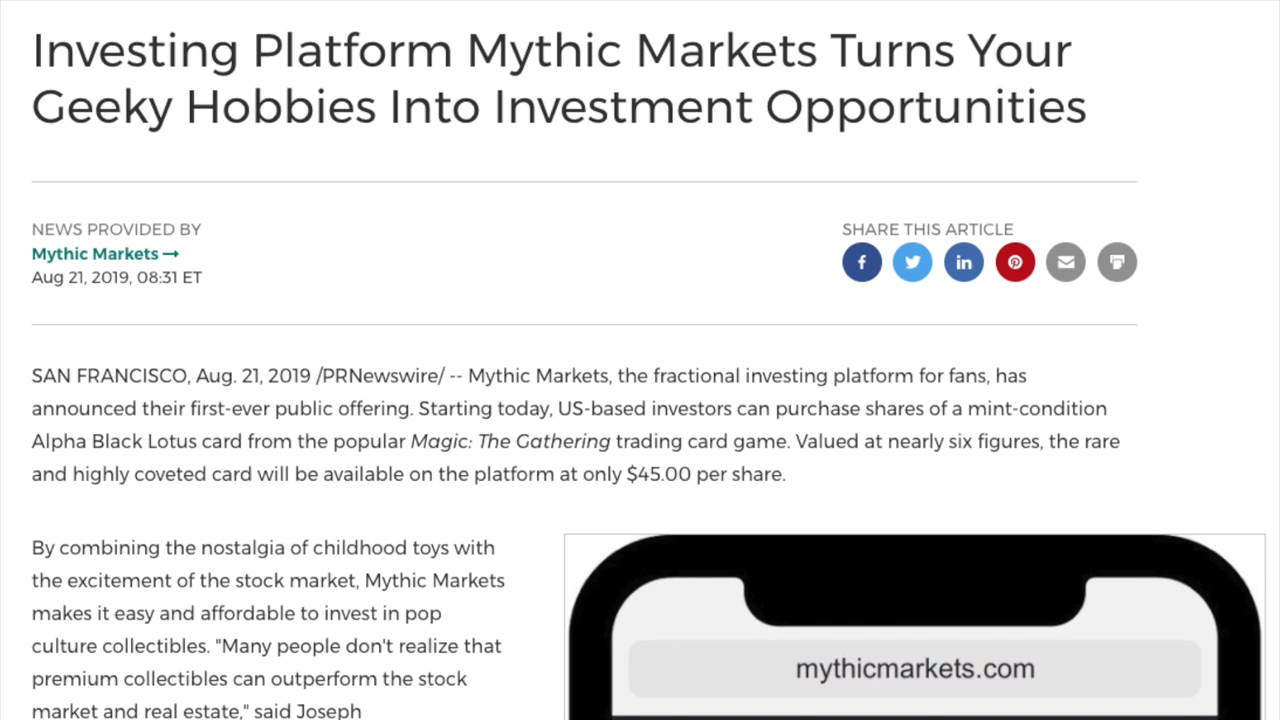 Investing Platform Mythic Markets Turns Your
Geeky Hobbies Into Investment Opportunities
NEWS PROVIDED BY
Mythic Markets →
Aug 21, 2019, 08:31 ET
SHARE THIS ARTICLE
SAN FRANCISCO, Aug. 21, 2019 /PRNewswire/ -- Mythic Markets, the fractional investing platform for fans, has
announced their first-ever public offering. Starting today, US-based investors can purchase shares of a mint-condition
Alpha Black Lotus card from the popular Magic: The Gathering trading card game. Valued at nearly six figures, the rare
and highly coveted card will be available on the platform at only $45.00 per share.
By combining the nostalgia of childhood toys with
the excitement of the stock market, Mythic Markets
makes it easy and affordable to invest in pop
culture collectibles. "Many people don't realize that
premium collectibles can outperform the stock
market and real estate," said Joseph
mythicmarkets.com